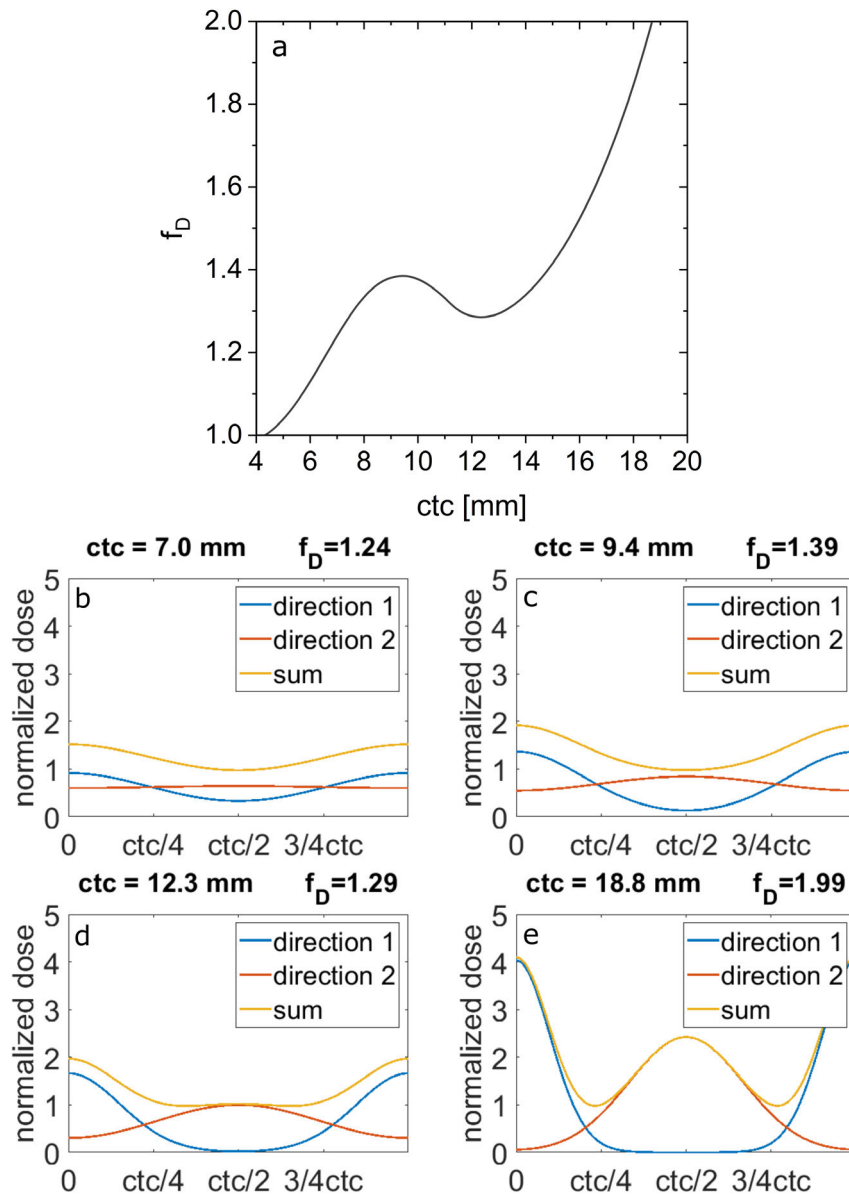 a
2.0
1.8
1.6
1.4
1.2
1.0
f_D
4 6 8 10 12 14 16 18 20
ctc [mm]
ctc = 7.0 mm f_D=1.24
b
5
4
3
2
1
0
normalized dose
direction 1
direction 2
sum
0 ctc/4 ctc/2 3/4ctc
ctc = 9.4 mm f_D=1.39
c
5
4
3
2
1
0
normalized dose
direction 1
direction 2
sum
0 ctc/4 ctc/2 3/4ctc
ctc = 12.3 mm f_D=1.29
d
5
4
3
2
1
0
normalized dose
direction 1
direction 2
sum
0 ctc/4 ctc/2 3/4ctc
ctc = 18.8 mm f_D=1.99
e
5
4
3
2
1
0
normalized dose
direction 1
direction 2
sum
0 ctc/4 ctc/2 3/4ctc